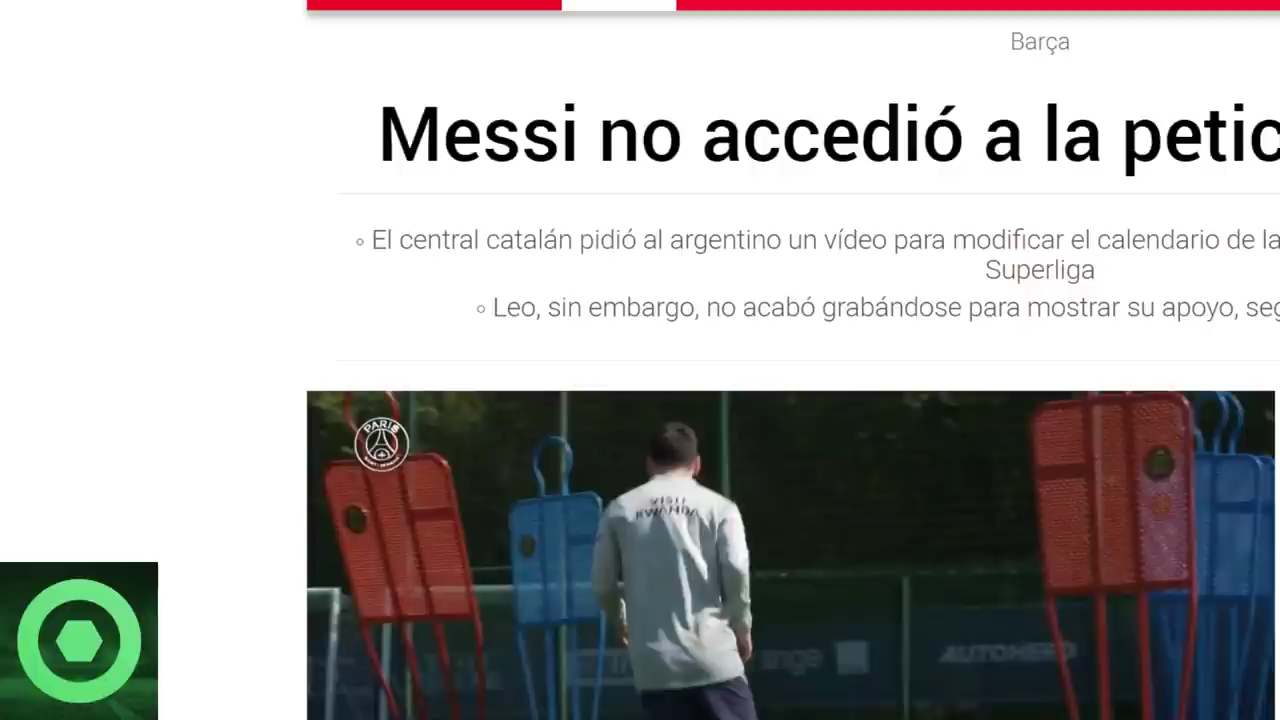 Barça
Messi no accedió a la petic
El central catalán pidió al argentino un vídeo para modificar el calendario de la
Superliga
Leo, sin embargo, no acabó grabándose para mostrar su apoyo, seg
PARIS
VISIT
RWANDA
AUTOHERO